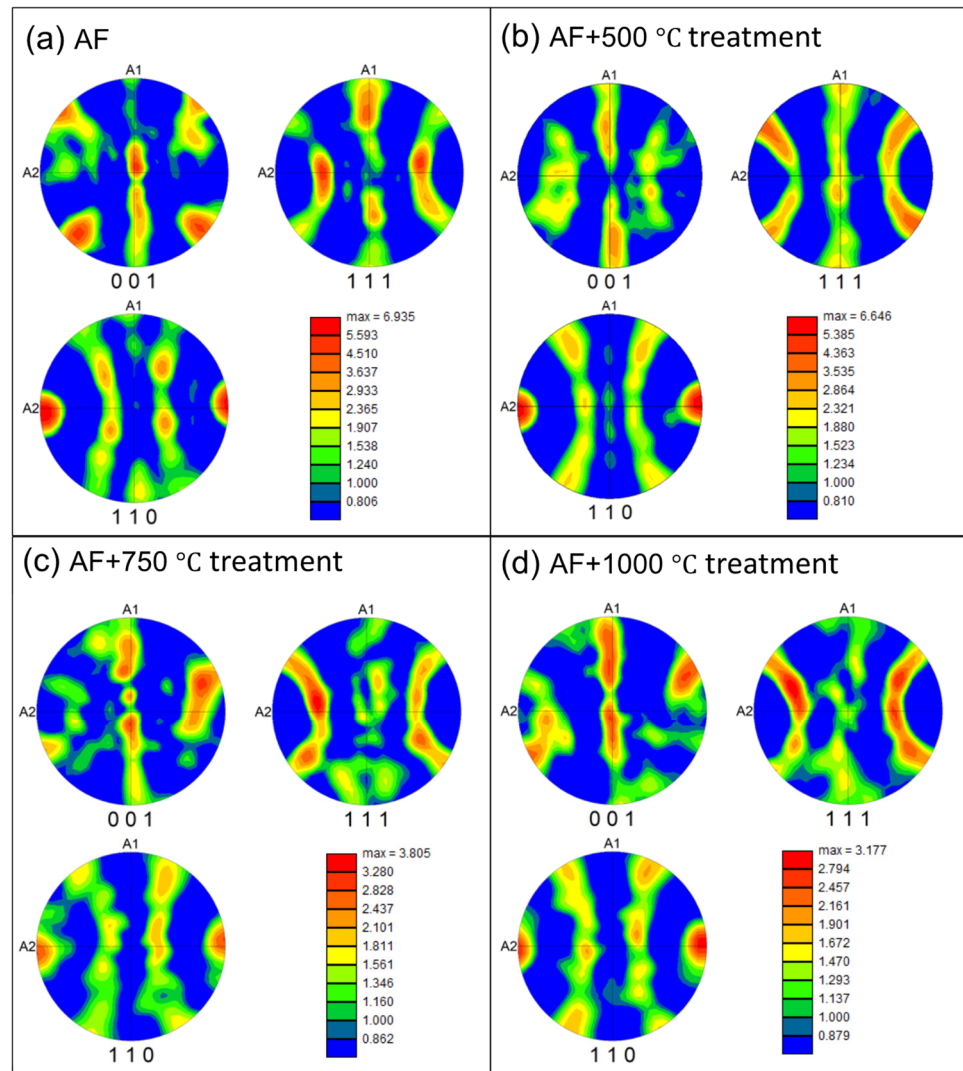 (a) AF
A1
A2
0 0 1
A1
1 1 1
A1
A2
1 1 0
max = 6.935
5.593
4.510
3.637
2.933
2.365
1.907
1.538
1.240
1.000
0.806
(b) AF+500 °C treatment
A1
A2
0 0 1
A1
A2
1 1 1
A1
A2
1 1 0
max = 6.646
5.385
4.363
3.535
2.864
2.321
1.880
1.523
1.234
1.000
0.810
(c) AF+750 °C treatment
A1
A2
0 0 1
A1
A2
1 1 1
A1
A2
1 1 0
max = 3.805
3.280
2.828
2.437
2.101
1.811
1.561
1.346
1.160
1.000
0.862
(d) AF+1000 °C treatment
A1
A2
0 0 1
A1
A2
1 1 1
A1
A2
1 1 0
max = 3.177
2.794
2.457
2.161
1.901
1.672
1.470
1.293
1.137
1.000
0.879